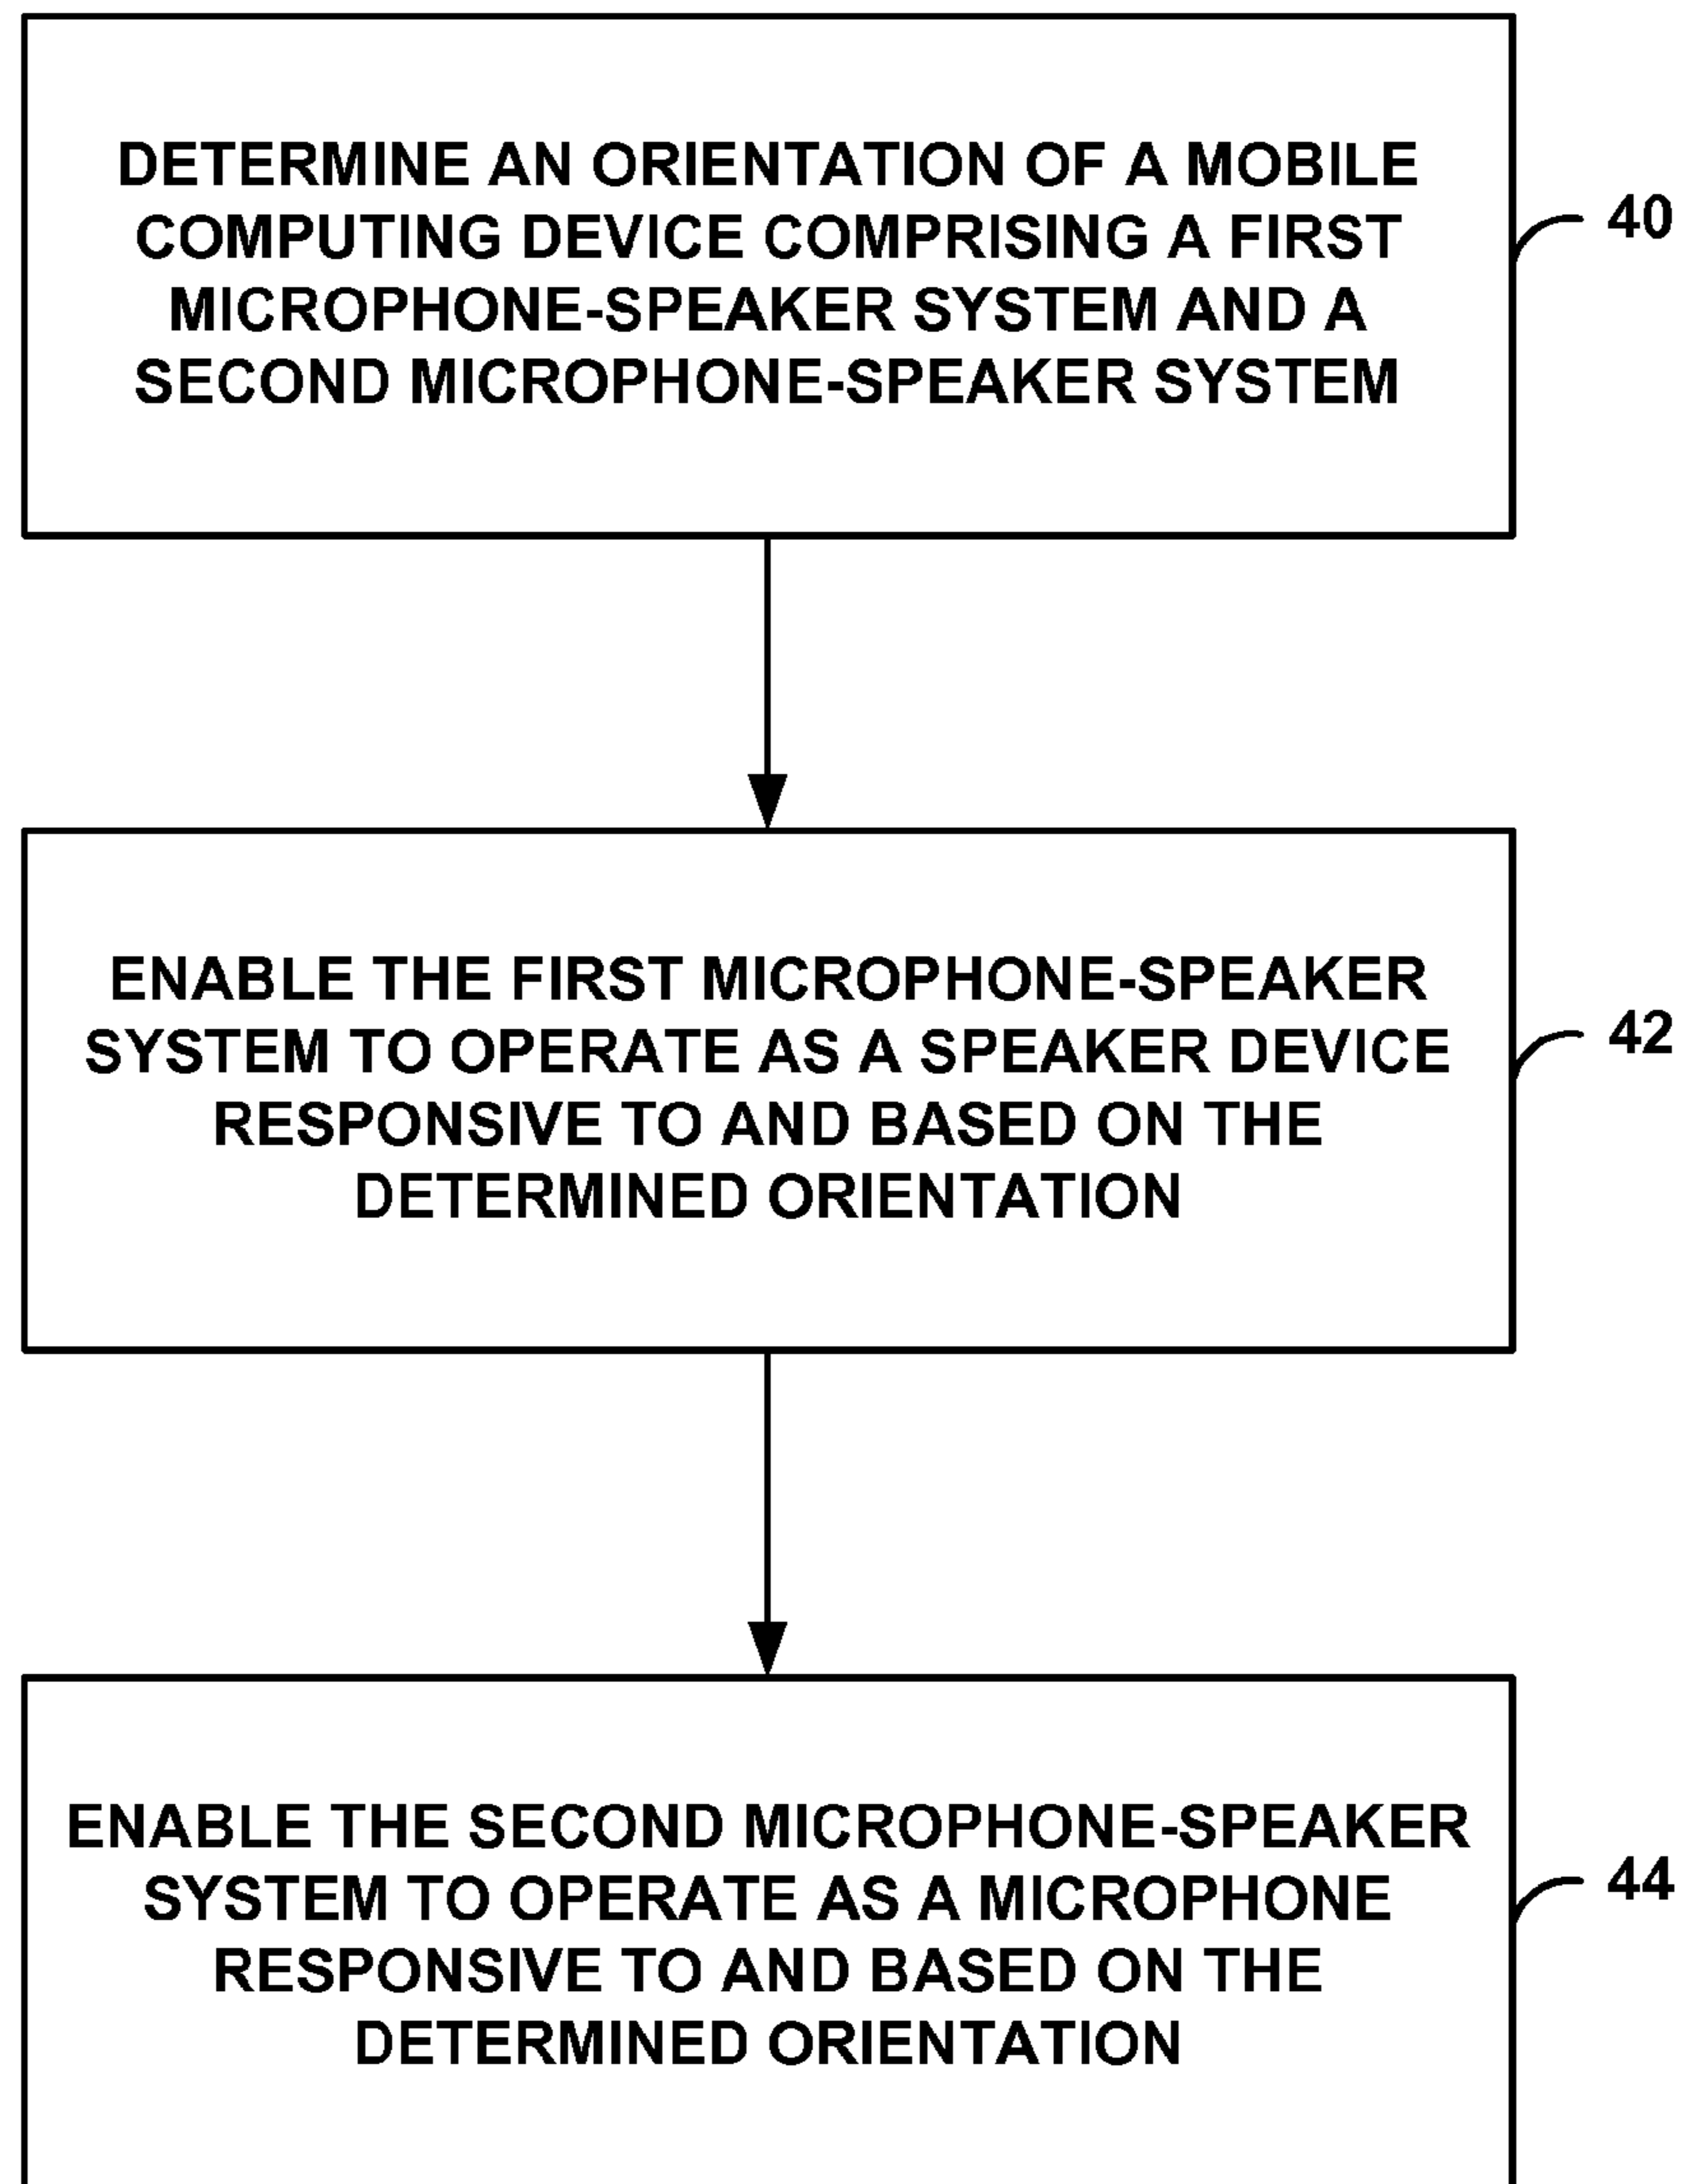 DETERMINE AN ORIENTATION OF A MOBILE
COMPUTING DEVICE COMPRISING A FIRST
MICROPHONE-SPEAKER SYSTEM AND A
SECOND MICROPHONE-SPEAKER SYSTEM
40
ENABLE THE FIRST MICROPHONE-SPEAKER
SYSTEM TO OPERATE AS A SPEAKER DEVICE
RESPONSIVE TO AND BASED ON THE
DETERMINED ORIENTATION
42
ENABLE THE SECOND MICROPHONE-SPEAKER
SYSTEM TO OPERATE AS A MICROPHONE
RESPONSIVE TO AND BASED ON THE
DETERMINED ORIENTATION
44